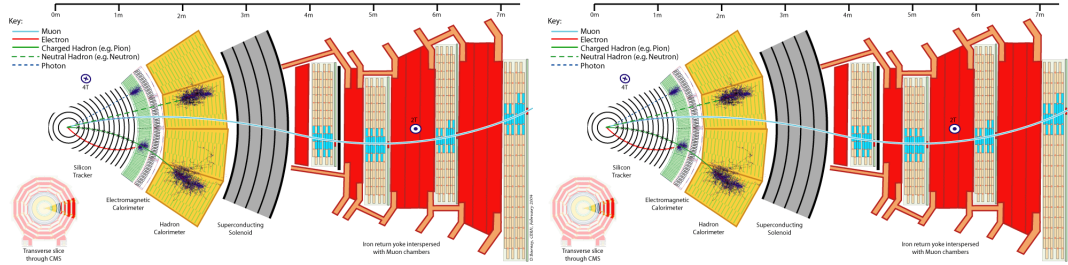 0m 1m 2m 3m 4m 5m 6m 7m
Key:
Muon
Electron
Charged Hadron (e.g. Pion)
Neutral Hadron (e.g. Neutron)
Photon
4T
2T
Silicon
Tracker
Electromagnetic
Calorimeter
Hadron
Calorimeter
Superconducting
Solenoid
Iron return yoke interspersed
with Muon chambers
Transverse slice
through CMS
D Barney, CERN, February 2004
0m 1m 2m 3m 4m 5m 6m 7m
Key:
Muon
Electron
Charged Hadron (e.g. Pion)
Neutral Hadron (e.g. Neutron)
Photon
4T
2T
Silicon
Tracker
Electromagnetic
Calorimeter
Hadron
Calorimeter
Superconducting
Solenoid
Iron return yoke interspersed
with Muon chambers
Transverse slice
through CMS